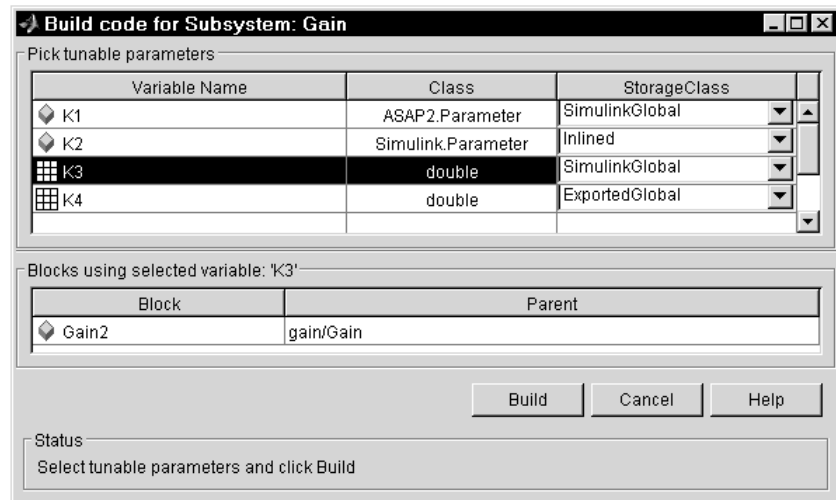 Build code for Subsystem: Gain
Pick tunable parameters
Variable Name Class StorageClass
K1 ASAP2.Parameter SimulinkGlobal
K2 Simulink.Parameter Inlined
K3 double SimulinkGlobal
K4 double ExportedGlobal
Blocks using selected variable: 'K3'
Block Parent
Gain2 gain/Gain
Build Cancel Help
Status
Select tunable parameters and click Build